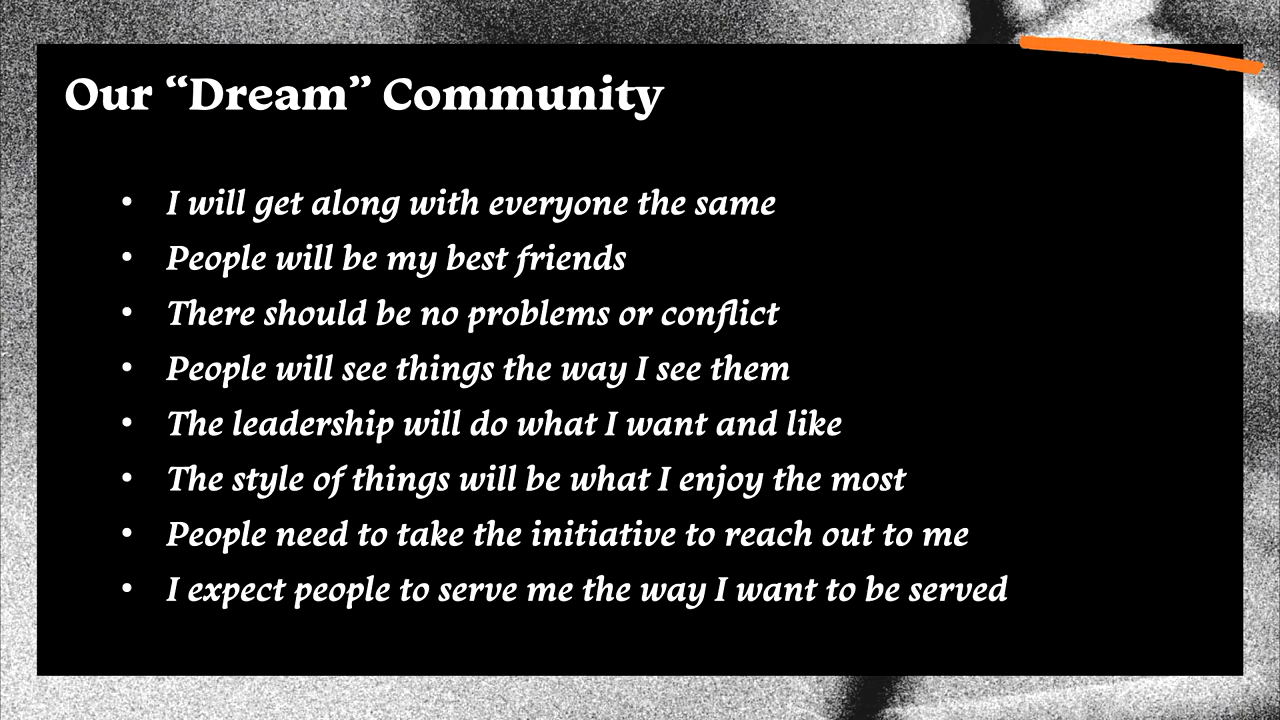 Our “Dream” Community
• I will get along with everyone the same
• People will be my best friends
• There should be no problems or conflict
• People will see things the way I see them
• The leadership will do what I want and like
• The style of things will be what I enjoy the most
• People need to take the initiative to reach out to me
• I expect people to serve me the way I want to be served